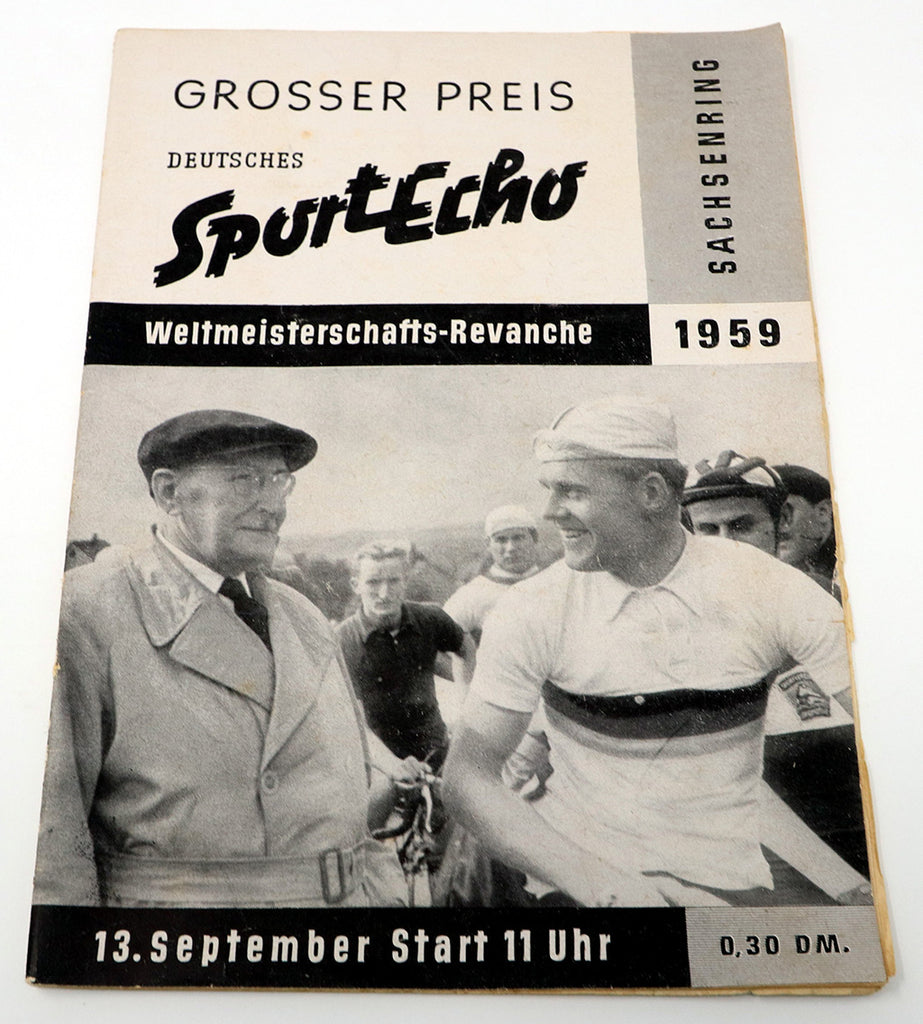 GROSSER PREIS
DEUTSCHES
SportEcho
SACHSENRING
Weltmeisterschafts-Revanche
1959
13. September Start 11 Uhr
0,30 DM.